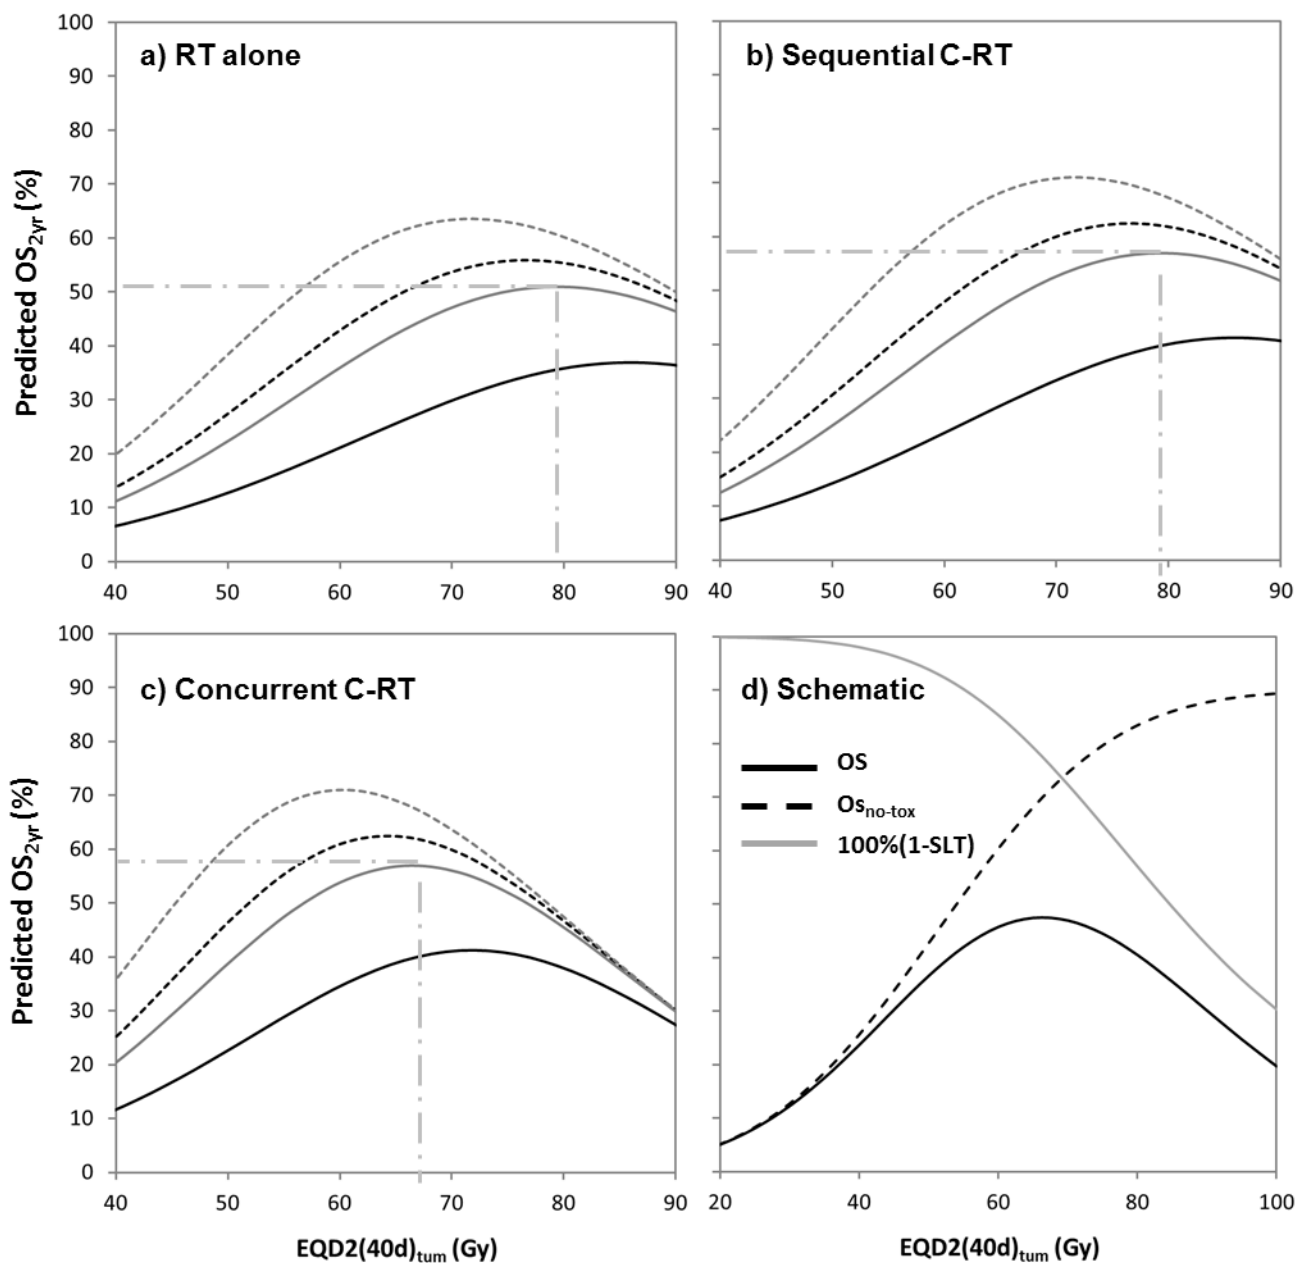 a) RT alone
b) Sequential C-RT
Predicted OS2yr (%)
100
90
80
70
60
50
40
30
20
10
0
40 50 60 70 80 90
40 50 60 70 80 90
c) Concurrent C-RT
d) Schematic
Predicted OS2yr (%)
100
90
80
70
60
50
40
30
20
10
0
OS
Osno-tox
100%(1-SLT)
40 50 60 70 80 90
20 40 60 80 100
EQD2(40d)tum (Gy)
EQD2(40d)tum (Gy)